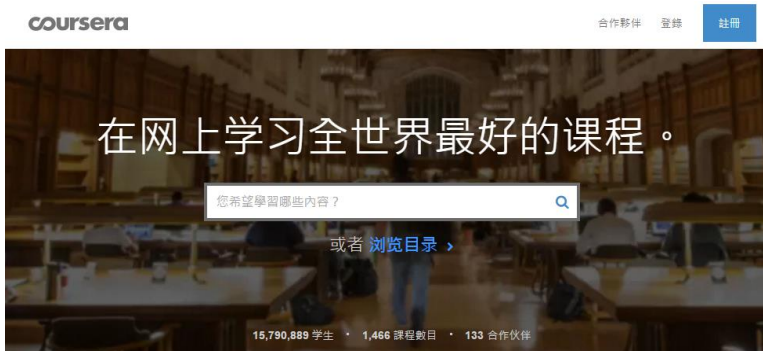 coursera 合作夥伴 登錄 註冊
在网上学习全世界最好的课程。
您希望學習哪些內容？
或者 浏览目录 ›
15,790,889 学生 • 1,466 課程數目 • 133 合作伙伴